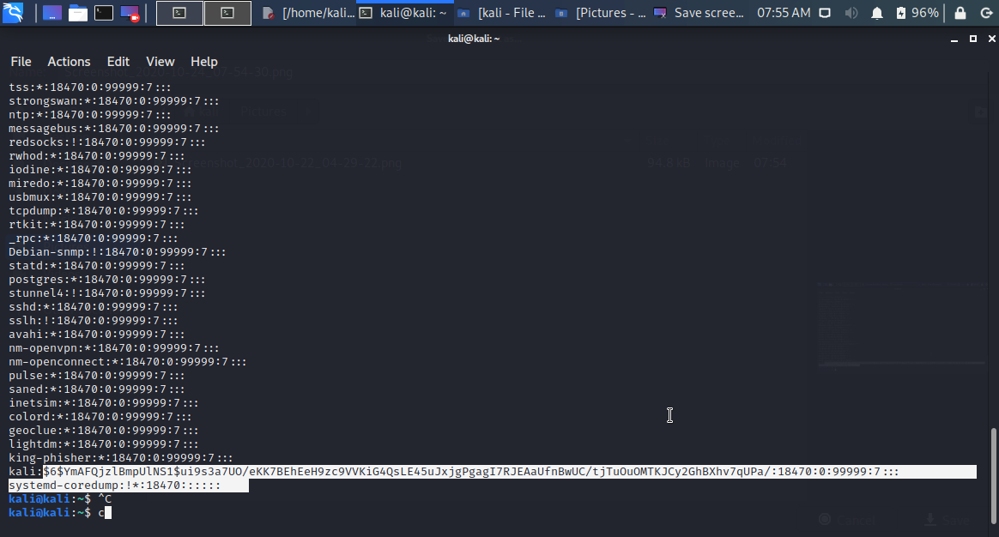 [/home/kali...
kali@kali: ~
[kali - File ...
[Pictures - ...
Save scree...
07:55 AM
96%
kali@kali: ~
File Actions Edit View Help
tss:*:18470:0:99999:7:::
strongswan:*:18470:0:99999:7:::
ntp:*:18470:0:99999:7:::
messagebus:*:18470:0:99999:7:::
redsocks:!:18470:0:99999:7:::
rwhod:*:18470:0:99999:7:::
iodine:*:18470:0:99999:7:::
miredo:*:18470:0:99999:7:::
usbmux:*:18470:0:99999:7:::
tcpdump:*:18470:0:99999:7:::
rtkit:*:18470:0:99999:7:::
_rpc:*:18470:0:99999:7:::
Debian-snmp:!:18470:0:99999:7:::
statd:*:18470:0:99999:7:::
postgres:*:18470:0:99999:7:::
stunnel4:!:18470:0:99999:7:::
sshd:*:18470:0:99999:7:::
sslh:!:18470:0:99999:7:::
avahi:*:18470:0:99999:7:::
nm-openvpn:*:18470:0:99999:7:::
nm-openconnect:*:18470:0:99999:7:::
pulse:*:18470:0:99999:7:::
saned:*:18470:0:99999:7:::
inetsim:*:18470:0:99999:7:::
colord:*:18470:0:99999:7:::
geoclue:*:18470:0:99999:7:::
lightdm:*:18470:0:99999:7:::
king-phisher:*:18470:0:99999:7:::
kali:$6$YmAFQjzlBmpUlNS1$ui9s3a7UO/eKK7BEhEeH9zc9VVKiG4QsLE45uJxjgPgagI7RJEAaUfnBwUC/tjTuOuOMTKJCy2GhBXhv7qUPa/:18470:0:99999:7:::
systemd-coredump:!*:18470::::::
kali@kali:~$ ^C
kali@kali:~$ c
94.8 kB Image 07:54
Cancel
Save